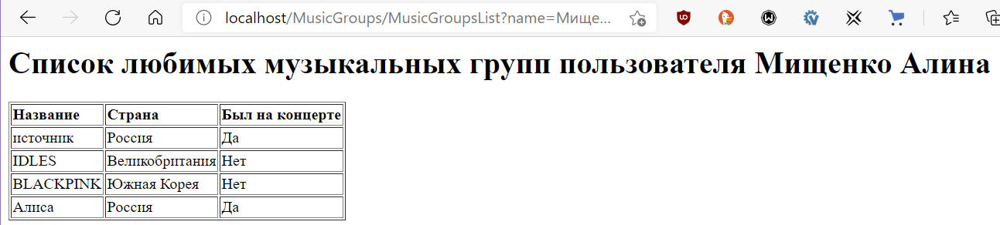 localhost/MusicGroups/MusicGroupsList?name=Мище...
Список любимых музыкальных групп пользователя Мищенко Алина
Название Страна Был на концерте
источник Россия Да
IDLES Великобритания Нет
BLACKPINK Южная Корея Нет
Алиса Россия Да